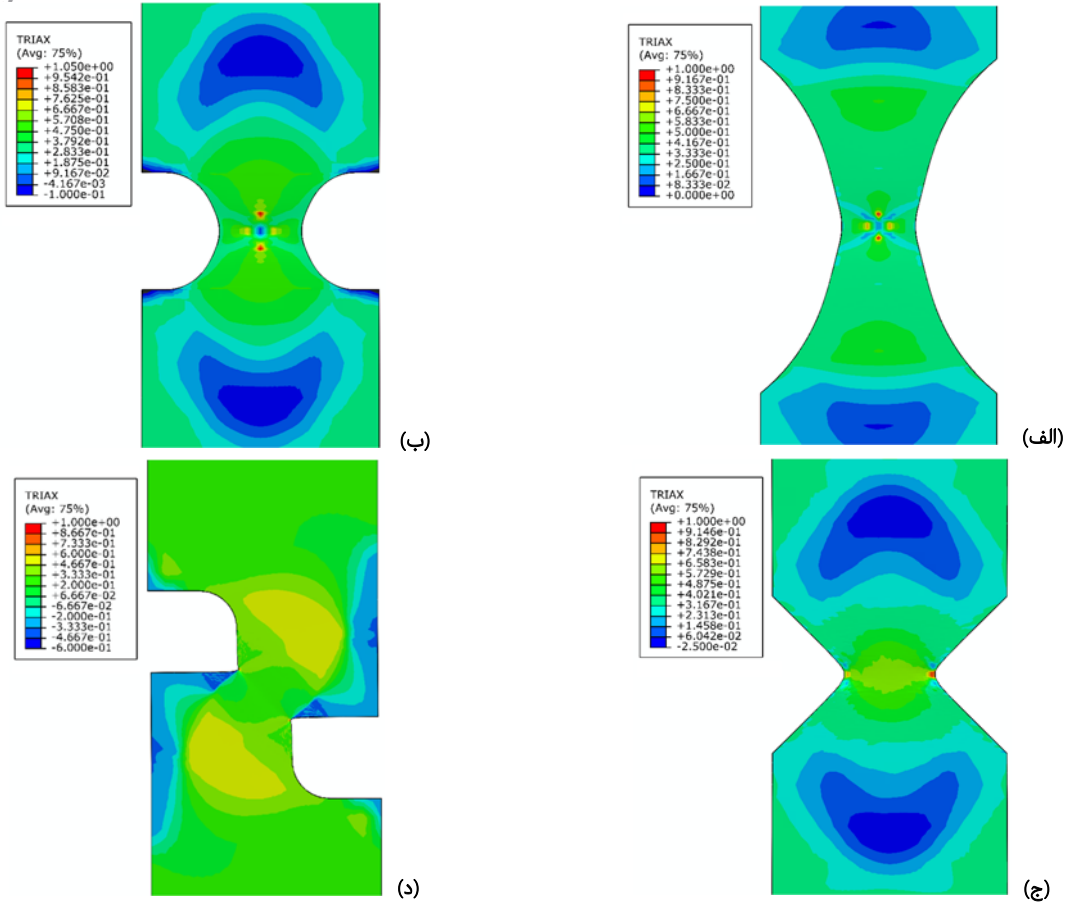 TRIAX
(Avg: 75%)
+1.050e+00
+9.542e-01
+8.583e-01
+7.625e-01
+6.667e-01
+5.708e-01
+4.750e-01
+3.792e-01
+2.833e-01
+1.875e-01
+9.167e-02
-4.167e-03
-1.000e-01
(ب)
TRIAX
(Avg: 75%)
+1.000e+00
+9.167e-01
+8.333e-01
+7.500e-01
+6.667e-01
+5.833e-01
+5.000e-01
+4.167e-01
+3.333e-01
+2.500e-01
+1.667e-01
+8.333e-02
+0.000e+00
(الف)
TRIAX
(Avg: 75%)
+1.000e+00
+8.667e-01
+7.333e-01
+6.000e-01
+4.667e-01
+3.333e-01
+2.000e-01
+6.667e-02
-6.667e-02
-2.000e-01
-3.333e-01
-4.667e-01
-6.000e-01
(د)
TRIAX
(Avg: 75%)
+1.000e+00
+9.146e-01
+8.292e-01
+7.438e-01
+6.583e-01
+5.729e-01
+4.875e-01
+4.021e-01
+3.167e-01
+2.313e-01
+1.458e-01
+6.042e-02
-2.500e-02
(ج)